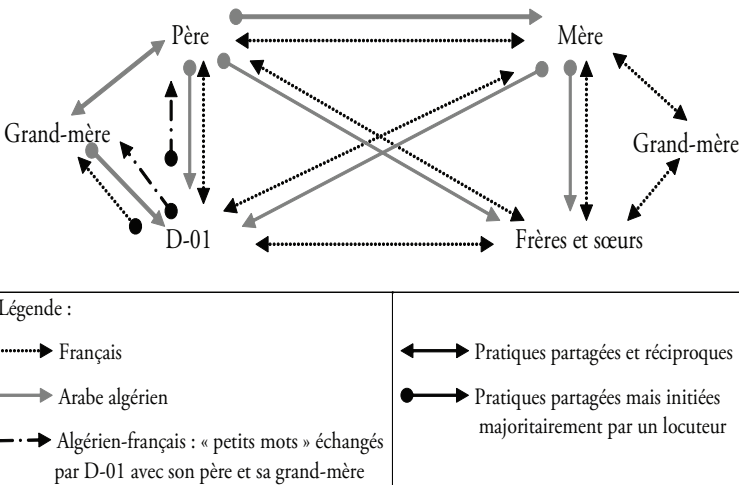 Père
Mère
Grand-mère
Grand-mère
D-01
Frères et sœurs
Légende :
Français
Pratiques partagées et réciproques
Arabe algérien
Pratiques partagées mais initiées
majoritairement par un locuteur
Algérien-français : « petits mots » échangés
par D-01 avec son père et sa grand-mère